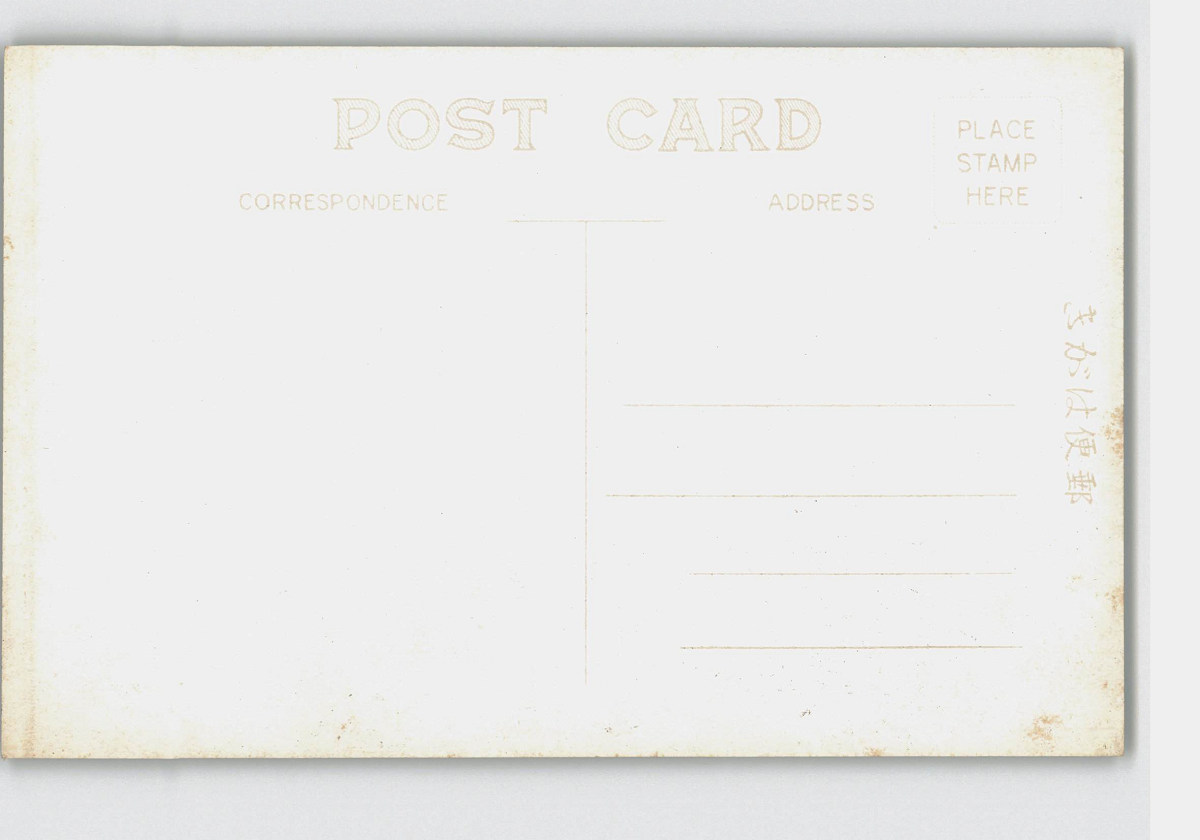 POST CARD
CORRESPONDENCE
ADDRESS
PLACE
STAMP
HERE
郵便はがき